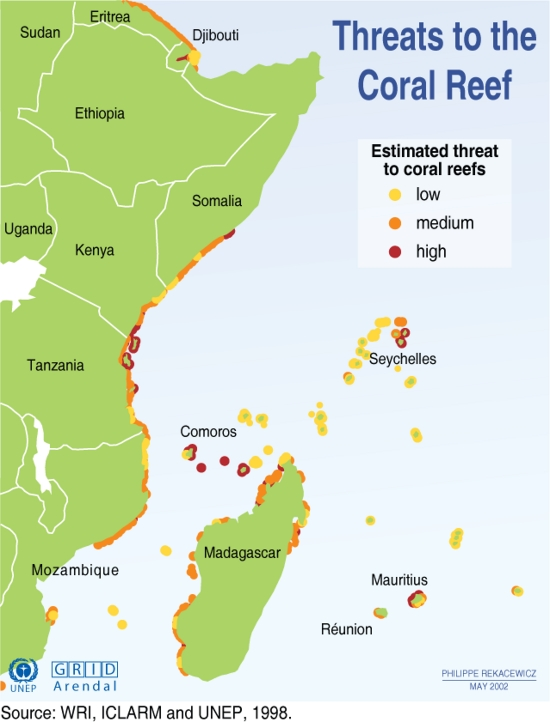 Threats to the
Coral Reef
Estimated threat
to coral reefs
low
medium
high
Sudan
Eritrea
Djibouti
Ethiopia
Somalia
Uganda
Kenya
Tanzania
Seychelles
Comoros
Madagascar
Mozambique
Mauritius
Réunion
UNEP
GRID
Arendal
PHILIPPE REKACEWICZ
MAY 2002
Source: WRI, ICLARM and UNEP, 1998.